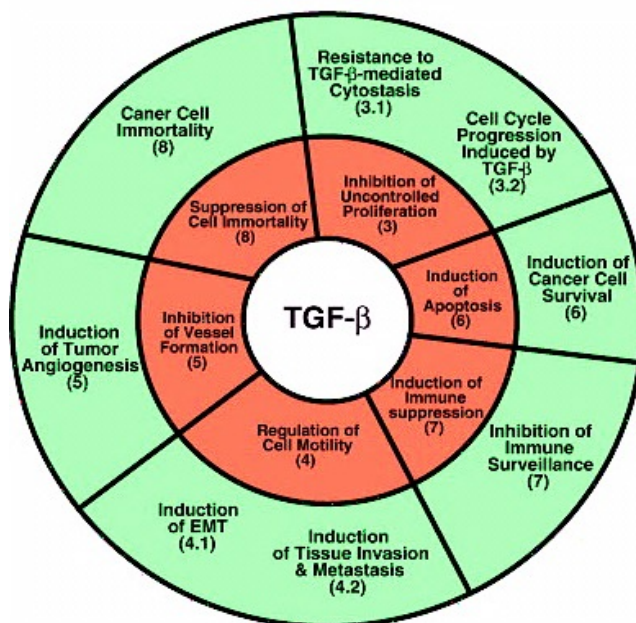 Resistance to
TGF-β-mediated
Cytostasis
(3.1)
Cell Cycle
Progression
Induced by
TGF-β
(3.2)
Caner Cell
Immortality
(8)
Suppression of
Cell Immortality
(8)
Inhibition of
Uncontrolled
Proliferation
(3)
Induction of
Cancer Cell
Survival
(6)
Induction
of
Apoptosis
(6)
TGF-β
Inhibition
of Vessel
Formation
(5)
Induction
of Tumor
Angiogenesis
(5)
Induction of
Immune
suppression
(7)
Inhibition of
Immune
Surveillance
(7)
Regulation of
Cell Motility
(4)
Induction
of EMT
(4.1)
Induction
of Tissue Invasion
& Metastasis
(4.2)